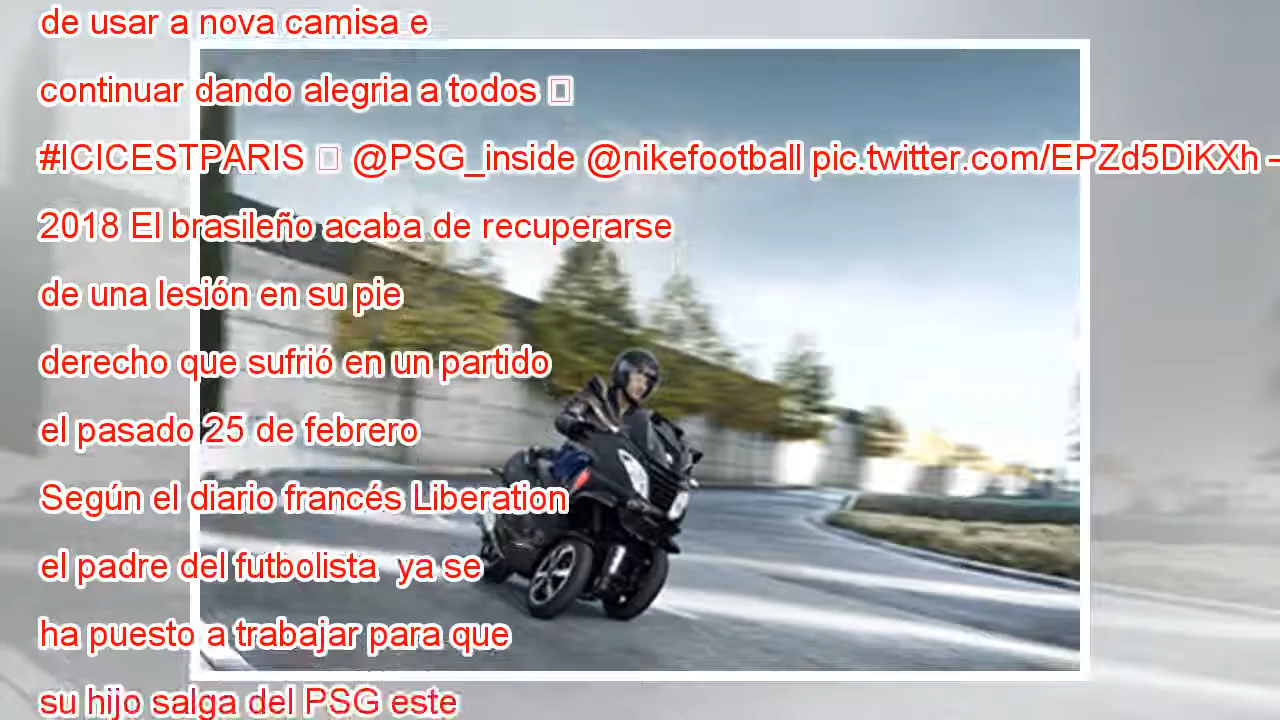 de usar a nova camisa e
continuar dando alegria a todos
#ICICESTPARIS @PSG_inside @nikefootball pic.twitter.com/EPZd5DiKXh –
2018 El brasileño acaba de recuperarse
de una lesión en su pie
derecho que sufrió en un partido
el pasado 25 de febrero
Según el diario francés Liberation
el padre del futbolista ya se
ha puesto a trabajar para que
su hijo salga del PSG este